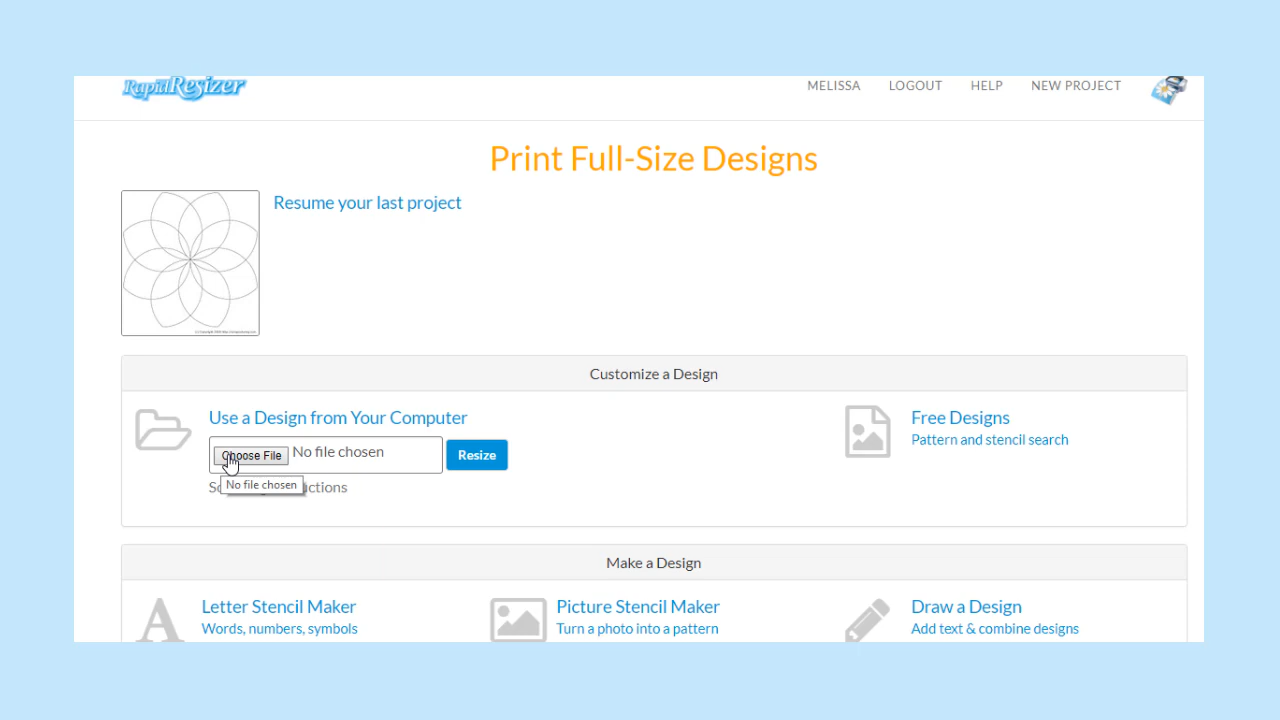 RapidResizer
MELISSA LOGOUT HELP NEW PROJECT
Print Full-Size Designs
Resume your last project
Customize a Design
Use a Design from Your Computer
Choose File No file chosen
Resize
No file chosen
Free Designs
Pattern and stencil search
Make a Design
Letter Stencil Maker
Words, numbers, symbols
Picture Stencil Maker
Turn a photo into a pattern
Draw a Design
Add text & combine designs